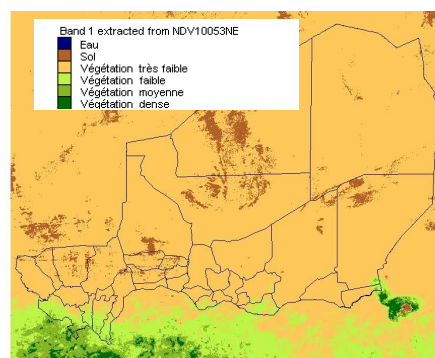 Band 1 extracted from NDV10053NE
Eau
Sol
Végétation très faible
Végétation faible
Végétation moyenne
Végétation dense